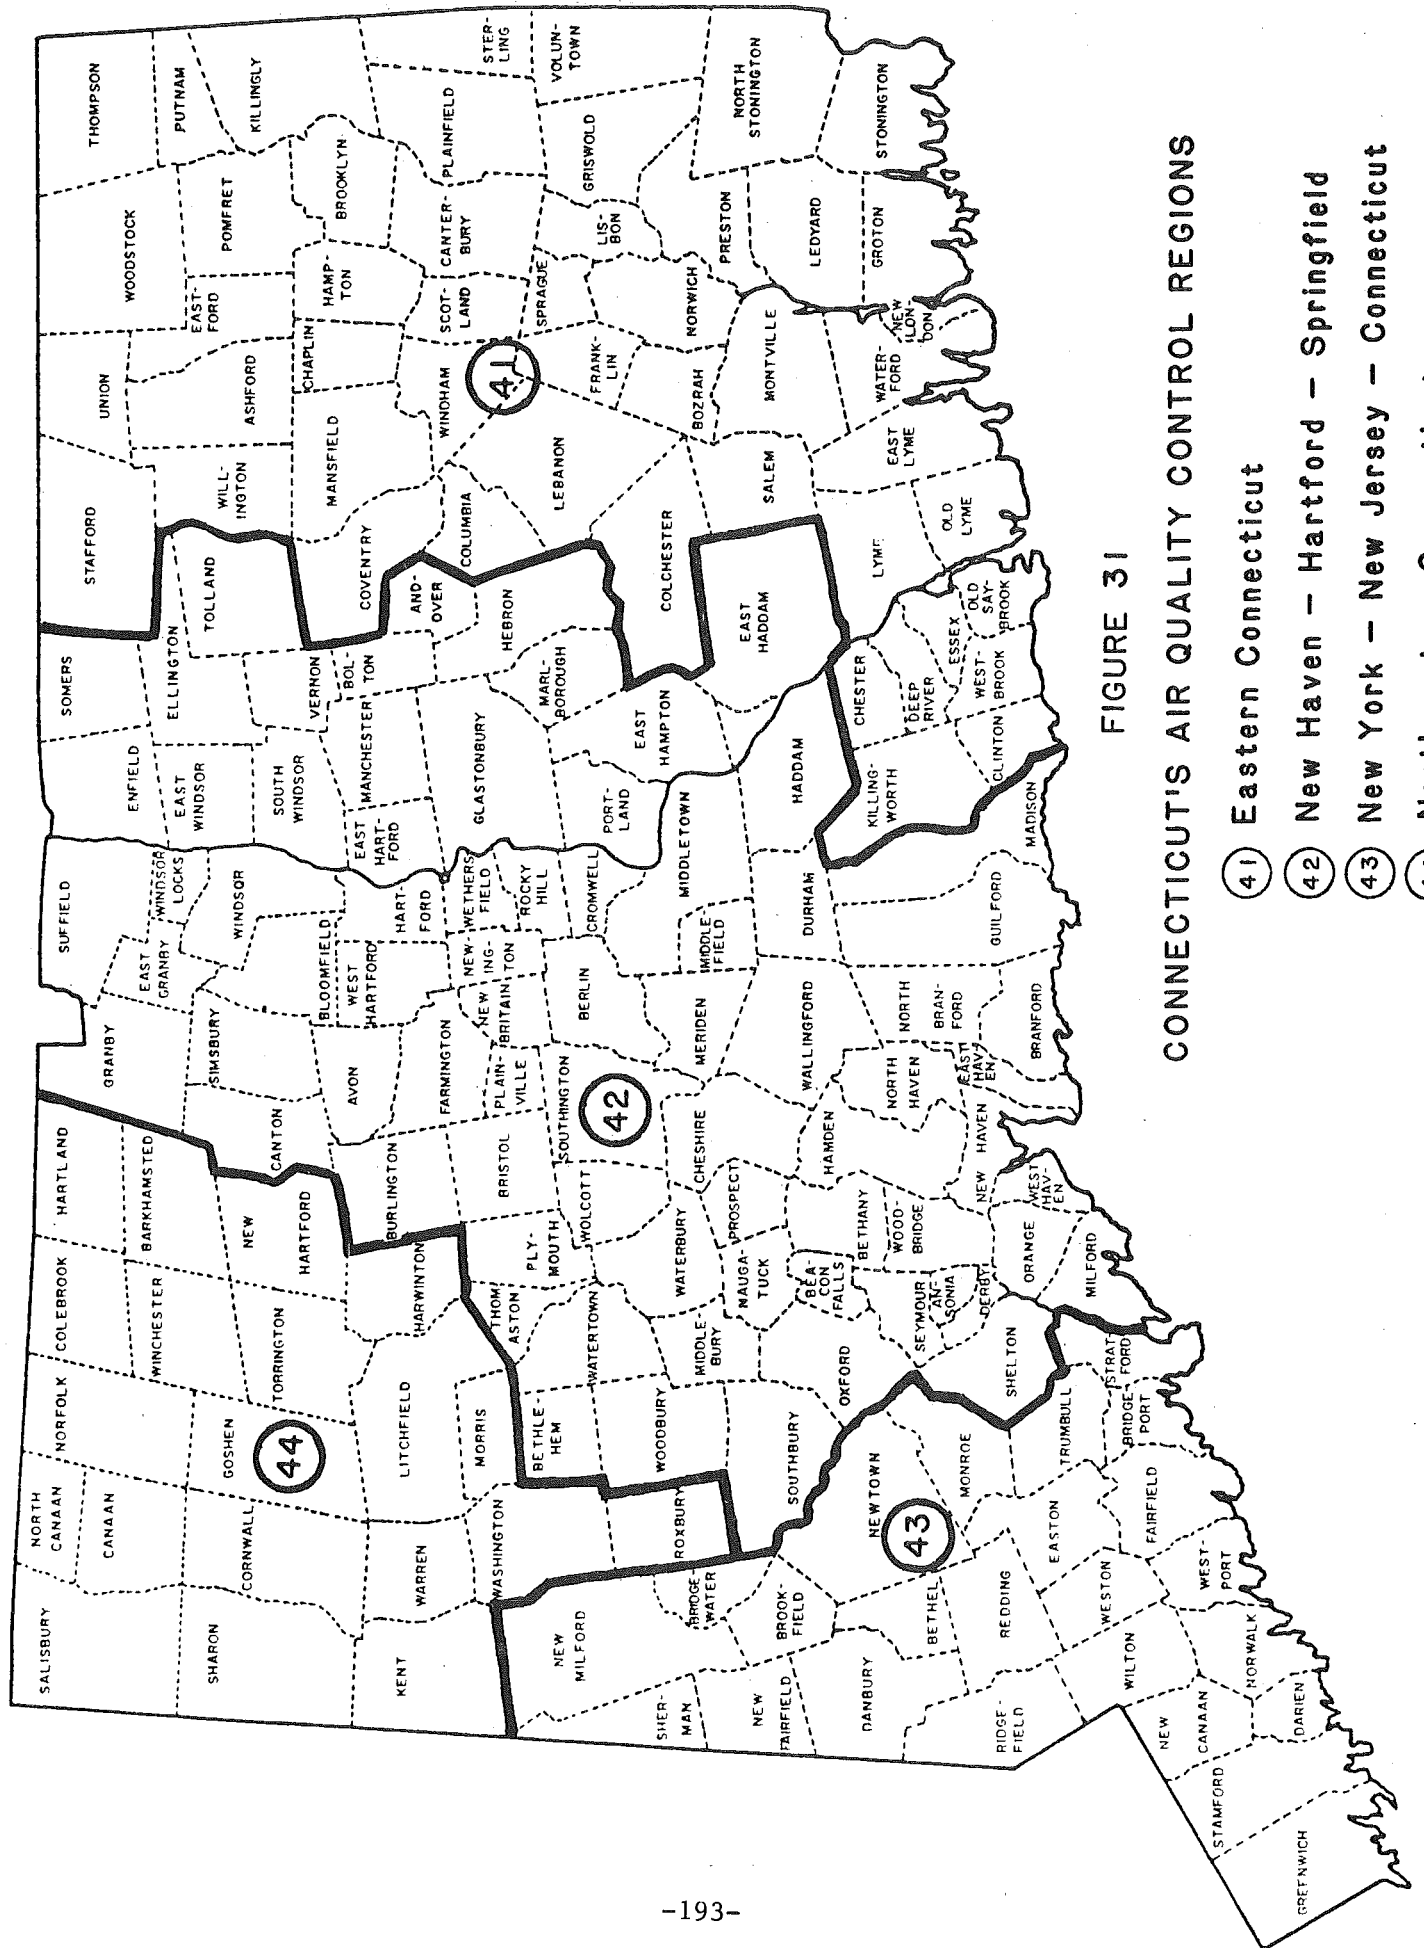 SALISBURY
NORTH
CANAAN
CANAAN
NORFOLK
COLEBROOK
HARTLAND
GRANBY
SUFFIELD
ENFIELD
SOMERS
STAFFORD
UNION
WOODSTOCK
THOMPSON
PUTNAM
SHARON
CORNWALL
GOSHEN
44
WINCHESTER
TORRINGTON
BARKHAMSTED
NEW
HARTFORD
CANTON
SIMSBURY
EAST
GRANBY
WINDSOR
LOCKS
WINDSOR
BLOOMFIELD
EAST
WINDSOR
ELLINGTON
SOUTH
WINDSOR
VERNON
TOLLAND
WILL-
INGTON
ASHFORD
EAST-
FORD
POMFRET
KILLINGLY
BROOKLYN
HAMP-
TON
CHAPLIN
MANSFIELD
COVENTRY
BOL-
TON
MANCHESTER
EAST
HART-
FORD
HART-
FORD
WEST
HARTFORD
AVON
BURLINGTON
HARWINTON
LITCHFIELD
WARREN
KENT
WASHINGTON
MORRIS
BETHLE-
HEM
THOM
ASTON
PLY-
MOUTH
BRISTOL
FARMINGTON
PLAIN-
VILLE
NEW
BRITAIN
NEW-
ING-
TON
WETHERS
FIELD
ROCKY
HILL
GLASTONBURY
HEBRON
AND-
OVER
COLUMBIA
WINDHAM
SCOT-
LAND
CANTER-
BURY
PLAINFIELD
STER-
LING
VOLUN-
TOWN
GRISWOLD
LIS-
BON
SPRAGUE
41
FRANK-
LIN
LEBANON
MARL-
BOROUGH
PORT-
LAND
CROMWELL
BERLIN
SOUTHINGTON
42
WOLCOTT
WATERTOWN
WOODBURY
ROXBURY
NEW
MILFORD
BRIDGE-
WATER
SHER-
MAN
NEW
FAIRFIELD
BROOK-
FIELD
SOUTHBURY
MIDDLE-
BURY
WATERBURY
NAUGA-
TUCK
PROSPECT
CHESHIRE
MERIDEN
MIDDLE-
FIELD
MIDDLETOWN
EAST
HAMPTON
COLCHESTER
BOZRAH
NORWICH
PRESTON
NORTH
STONINGTON
LEDYARD
MONTVILLE
SALEM
EAST
HADDAM
HADDAM
DURHAM
WALLINGFORD
HAMDEN
BETHANY
BEA-
CON
FALLS
OXFORD
SEYMOUR
AN-
SONIA
DERBY
WOOD-
BRIDGE
NORTH
HAVEN
NORTH
BRAN-
FORD
KILLING-
WORTH
CHESTER
DEEP
RIVER
ESSEX
LYME
EAST
LYME
WATER-
FORD
NEW
LON-
DON
GROTON
STONINGTON
OLD
LYME
OLD
SAY-
BROOK
WEST-
BROOK
CLINTON
MADISON
GUILFORD
BRANFORD
EAST
HAV-
EN
NEW HAVEN
WEST
HAV-
EN
ORANGE
MILFORD
SHELTON
STRAT-
FORD
BRIDGE-
PORT
TRUMBULL
MONROE
NEWTOWN
43
DANBURY
BETHEL
REDDING
EASTON
FAIRFIELD
WEST-
PORT
WESTON
RIDGE-
FIELD
WILTON
NORWALK
NEW
CANAAN
DARIEN
STAMFORD
GREENWICH
FIGURE 31
CONNECTICUT'S AIR QUALITY CONTROL REGIONS
41 Eastern Connecticut
42 New Haven – Hartford – Springfield
43 New York – New Jersey – Connecticut
-193-